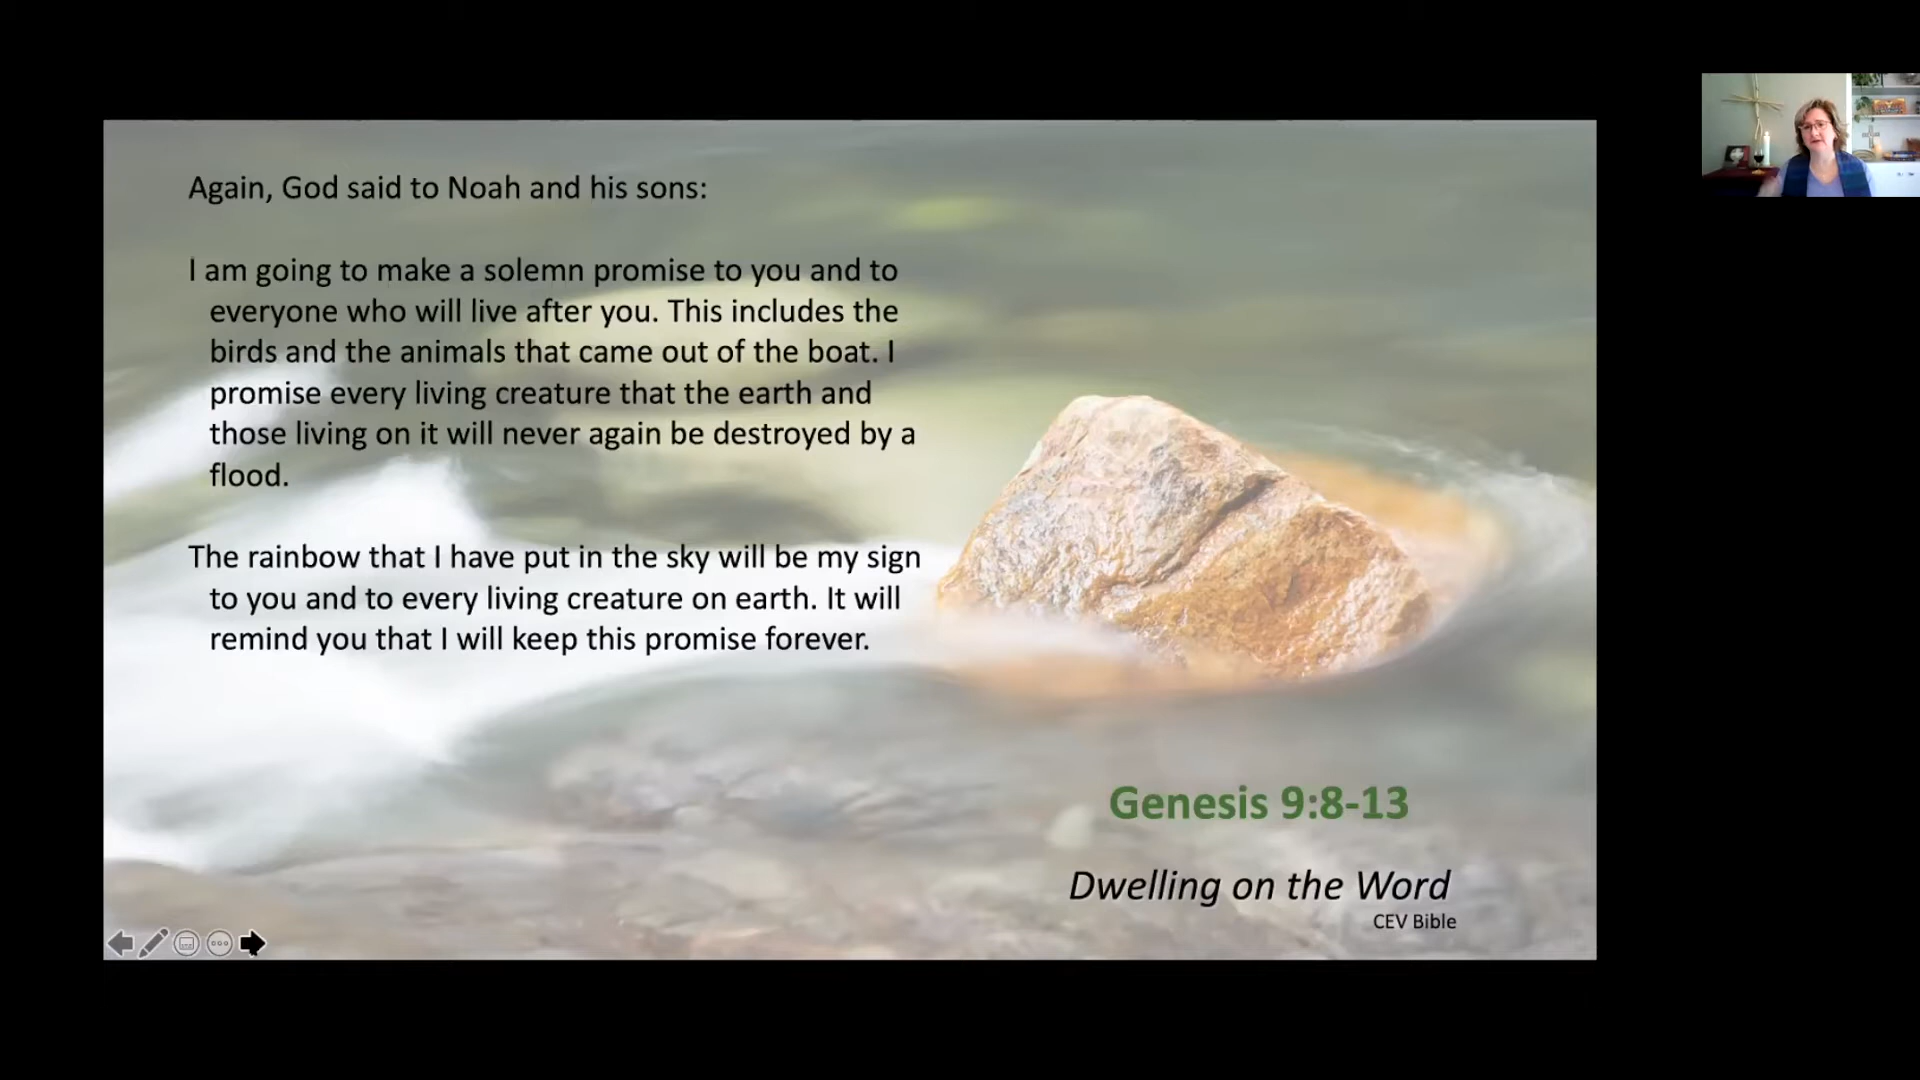 Again, God said to Noah and his sons:
I am going to make a solemn promise to you and to
everyone who will live after you. This includes the
birds and the animals that came out of the boat. I
promise every living creature that the earth and
those living on it will never again be destroyed by a
flood.
The rainbow that I have put in the sky will be my sign
to you and to every living creature on earth. It will
remind you that I will keep this promise forever.
Genesis 9:8-13
Dwelling on the Word
CEV Bible